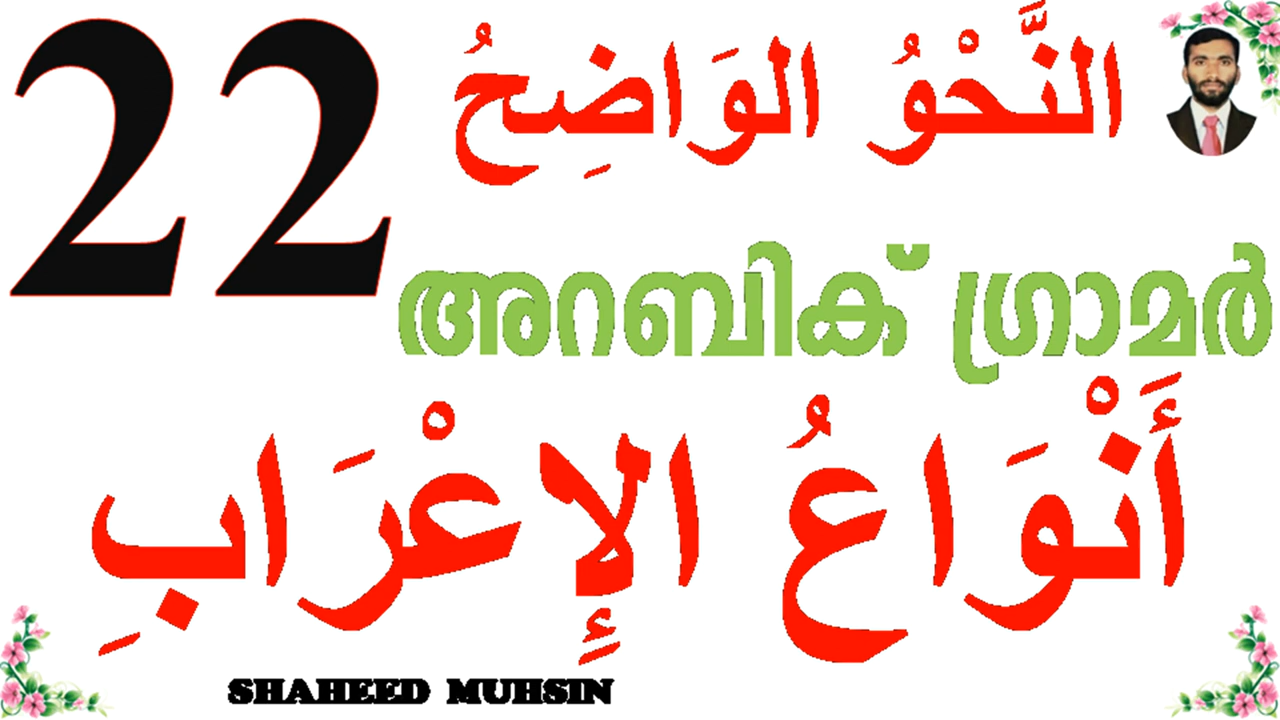 22 النَّحْوُ الوَاضِحُ
അറബിക് ഗ്രാമർ
أَنْوَاعُ الإِعْرَابِ
SHAHEED MUHSIN